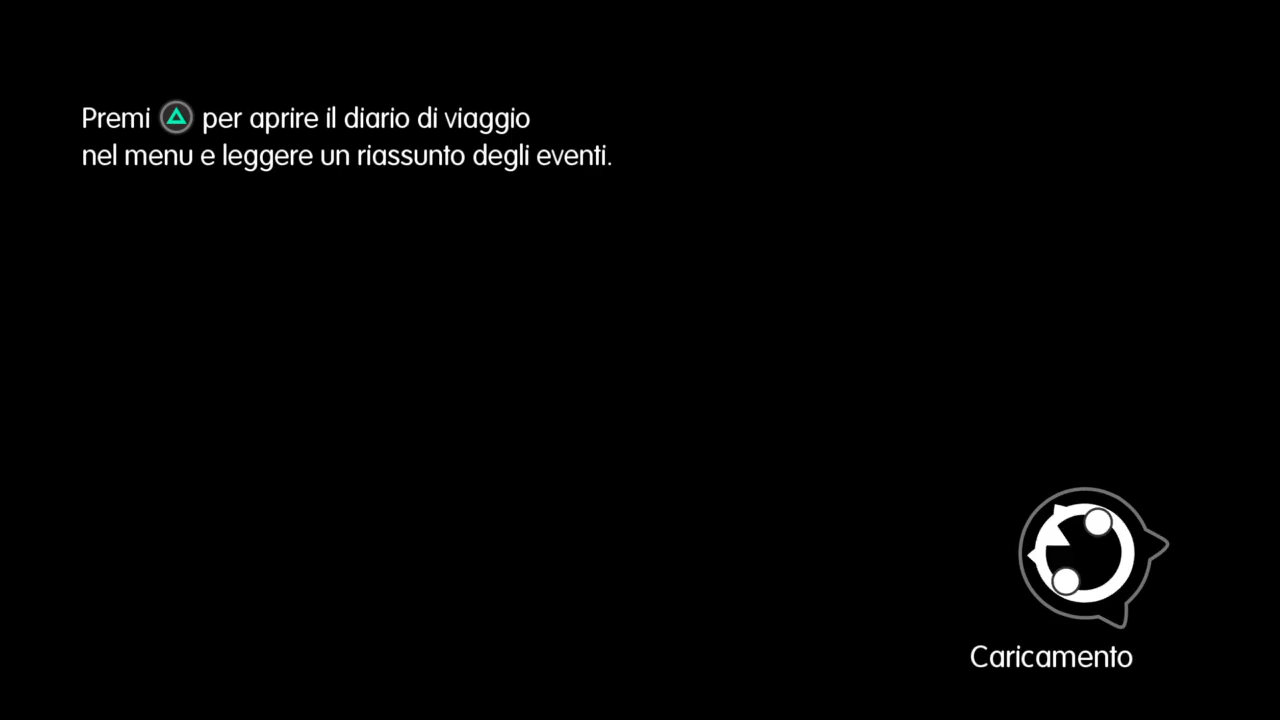 Premi △ per aprire il diario di viaggio
nel menu e leggere un riassunto degli eventi.
Caricamento